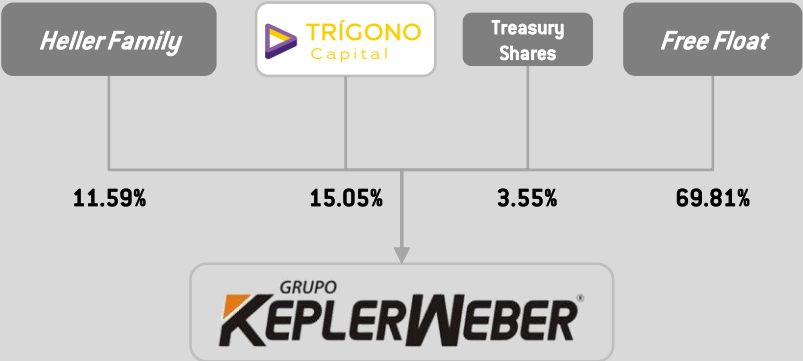 Heller Family
TRÍGONO
Capital
Treasury
Shares
Free Float
11.59%
15.05%
3.55%
69.81%
GRUPO
KEPLERWEBER®